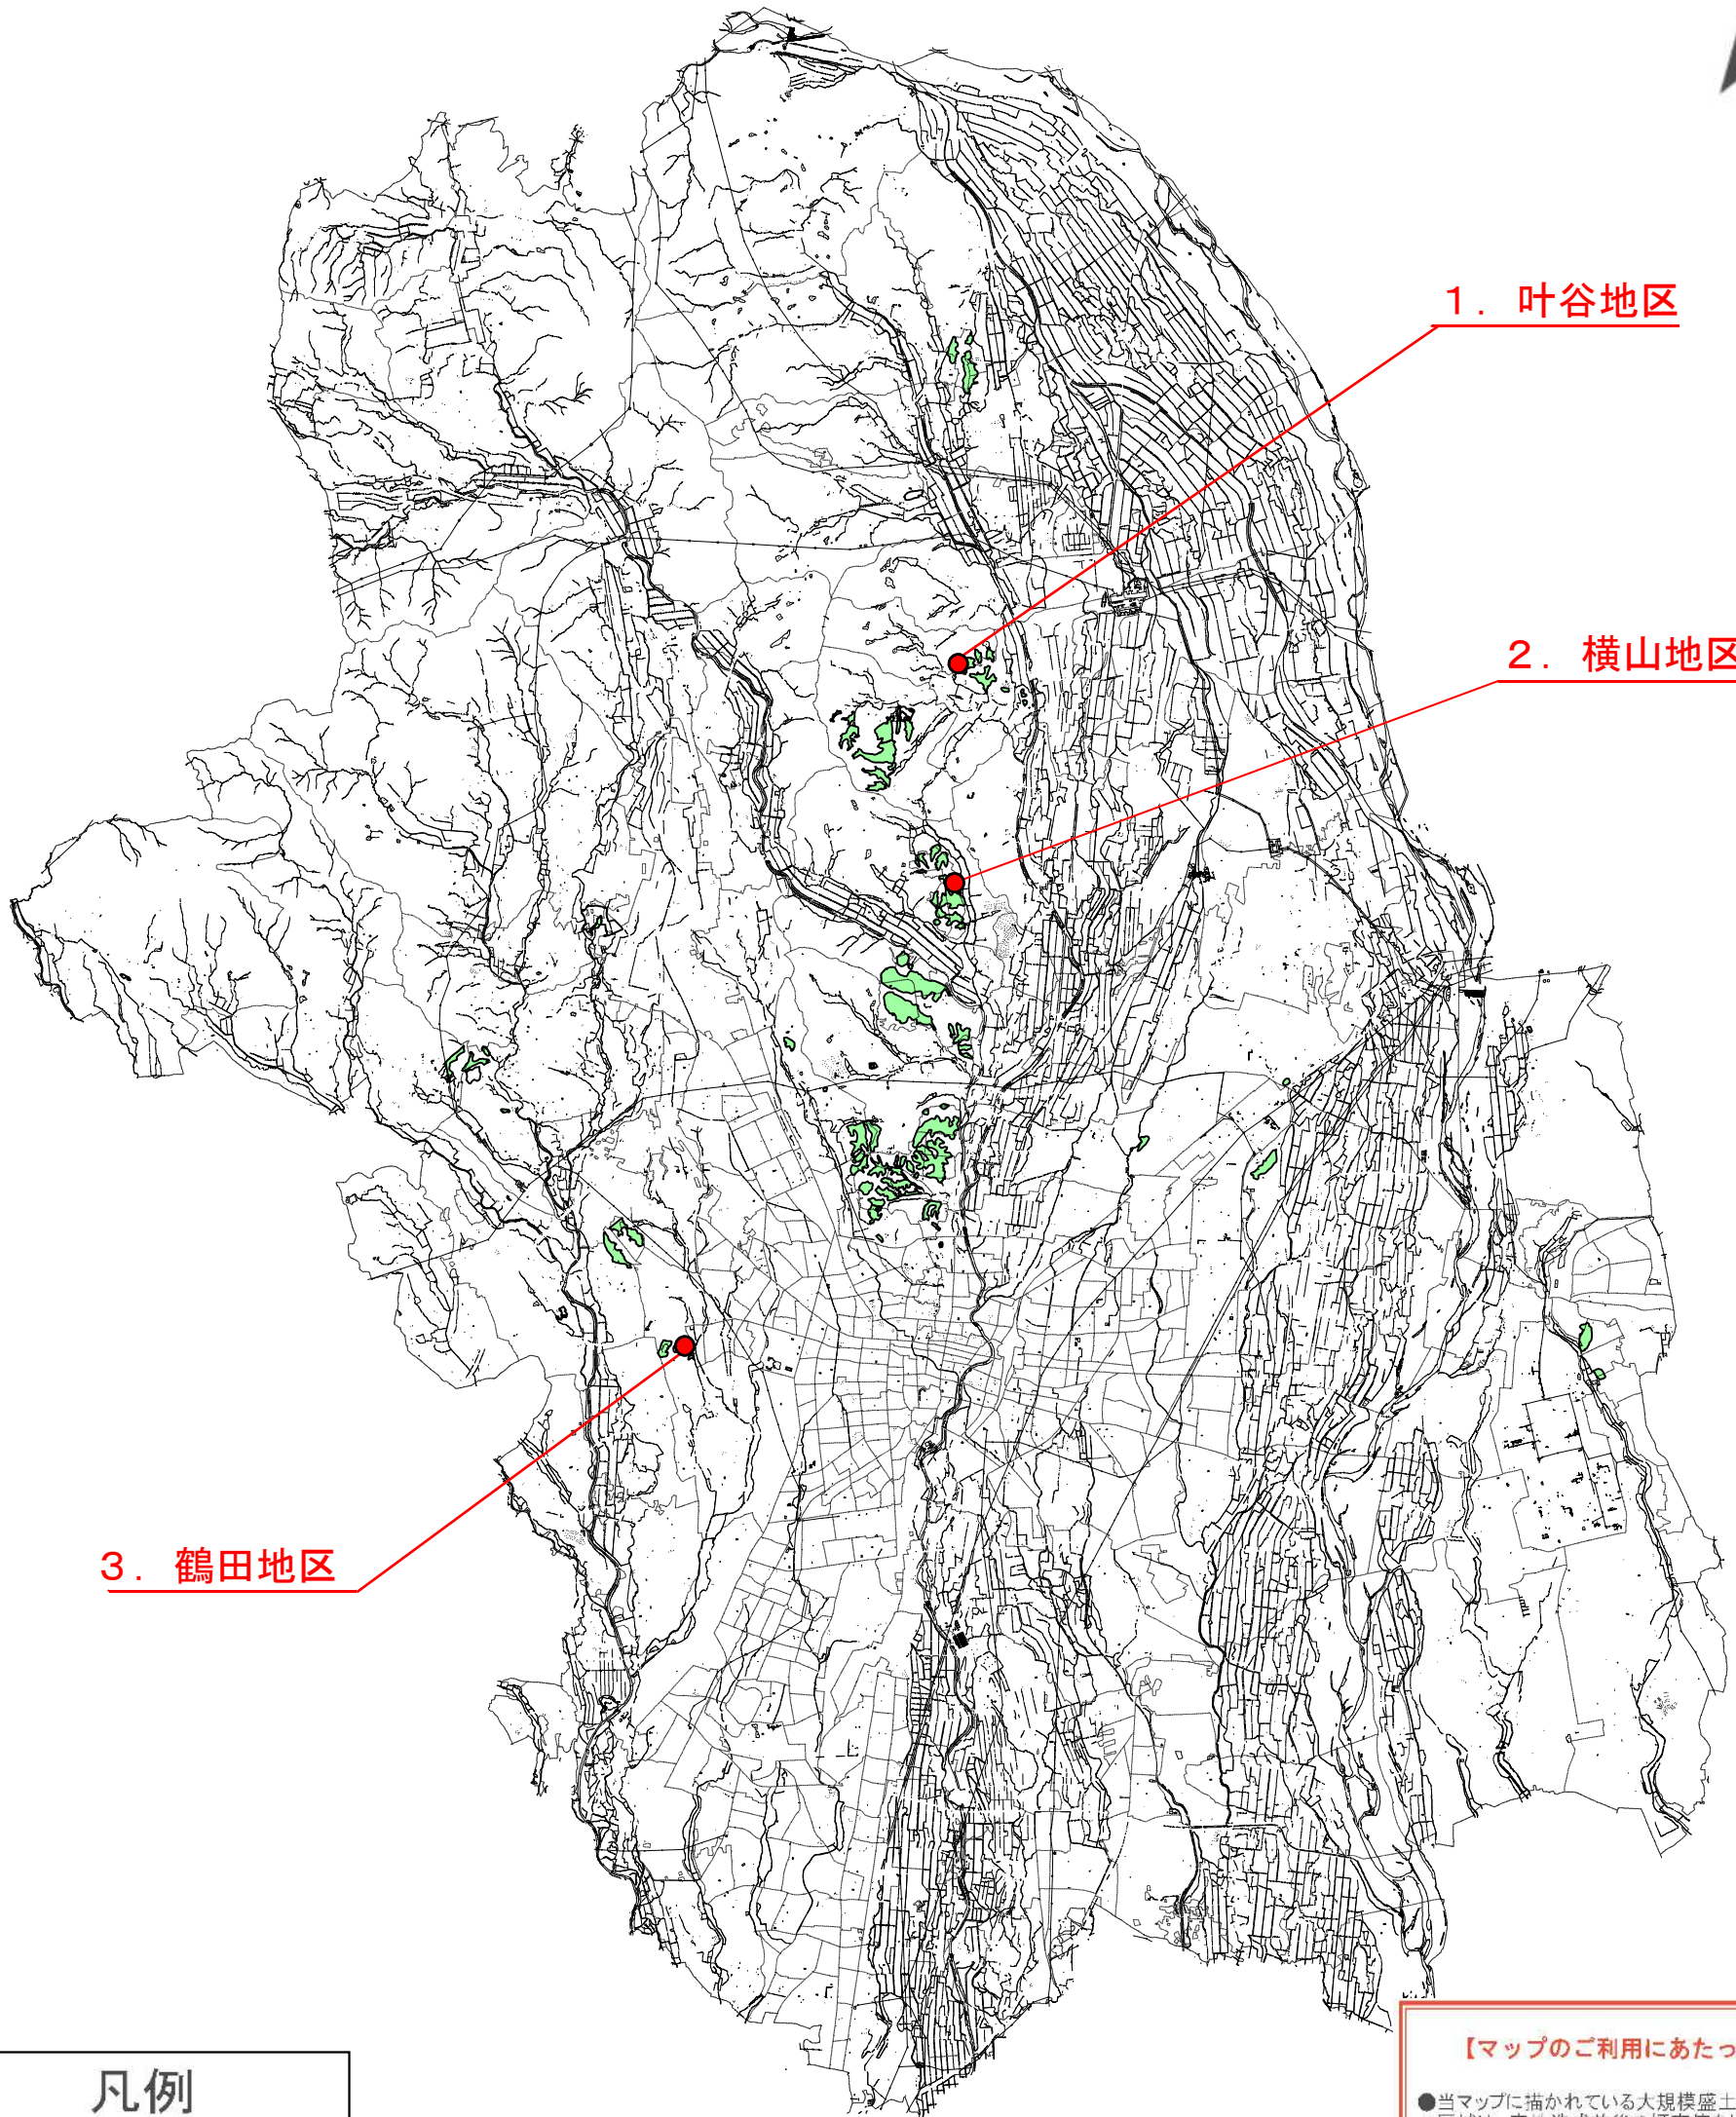 1．叶谷地区
2．横山地区
3．鶴田地区
凡例
【マップのご利用にあたっ
●当マップに描かれている大規模盛土